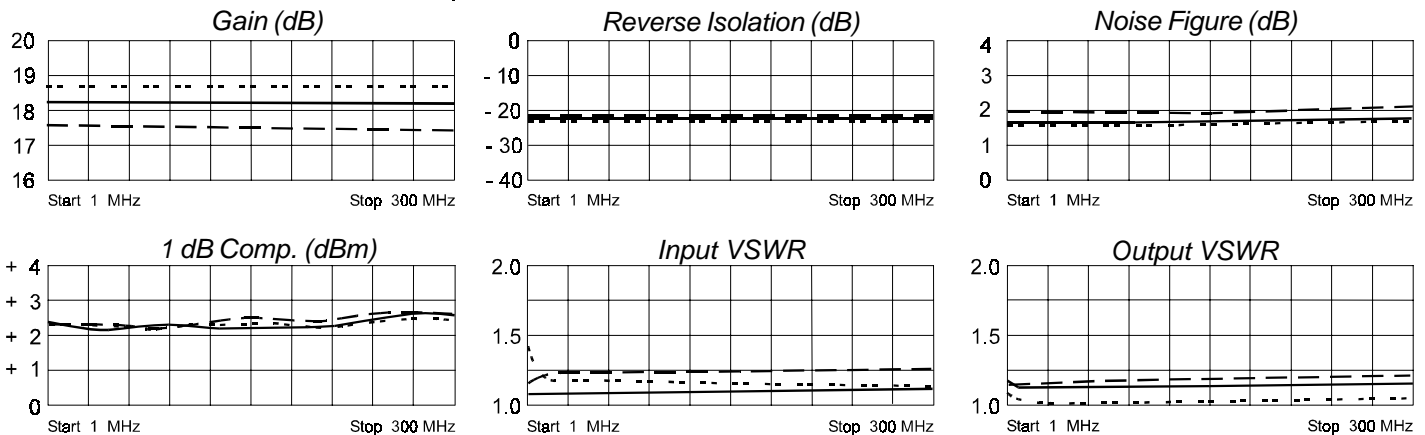 Gain (dB)
20
19
18
17
16
Start 1 MHz
Stop 300 MHz
Reverse Isolation (dB)
0
- 10
- 20
- 30
- 40
Start 1 MHz
Stop 300 MHz
Noise Figure (dB)
4
3
2
1
0
Start 1 MHz
Stop 300 MHz
1 dB Comp. (dBm)
+ 4
+ 3
+ 2
+ 1
0
Start 1 MHz
Stop 300 MHz
Input VSWR
2.0
1.5
1.0
Start 1 MHz
Stop 300 MHz
Output VSWR
2.0
1.5
1.0
Start 1 MHz
Stop 300 MHz